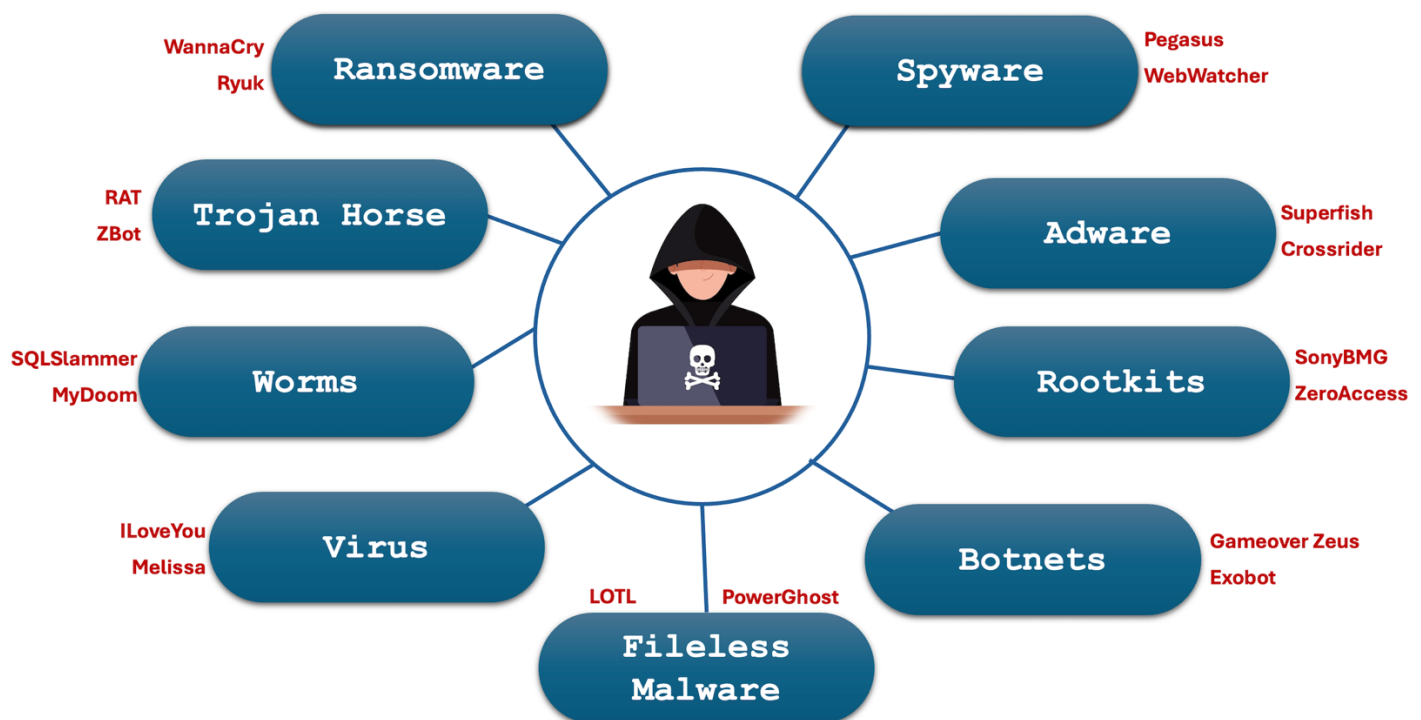 WannaCry
Ryuk
Ransomware
Spyware
Pegasus
WebWatcher
RAT
ZBot
Trojan Horse
Adware
Superfish
Crossrider
SQLSlammer
MyDoom
Worms
Rootkits
SonyBMG
ZeroAccess
ILoveYou
Melissa
Virus
Botnets
Gameover Zeus
Exobot
LOTL
PowerGhost
Fileless
Malware